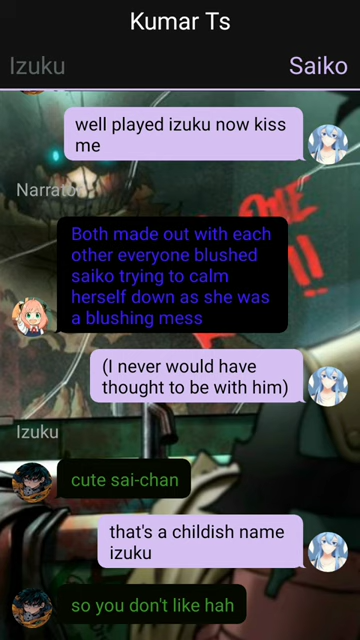 Kumar Ts
Izuku
Saiko
well played izuku now kiss
me
Narrator
Both made out with each
other everyone blushed
saiko trying to calm
herself down as she was
a blushing mess
(I never would have
thought to be with him)
Izuku
cute sai-chan
that's a childish name
izuku
so you don't like hah